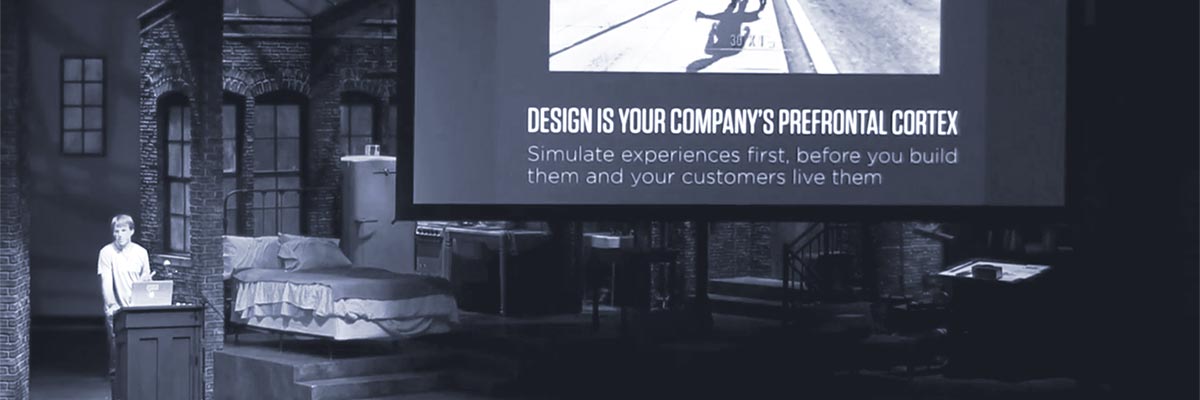 DESIGN IS YOUR COMPANY'S PREFRONTAL CORTEX
Simulate experiences first, before you build
them and your customers live them